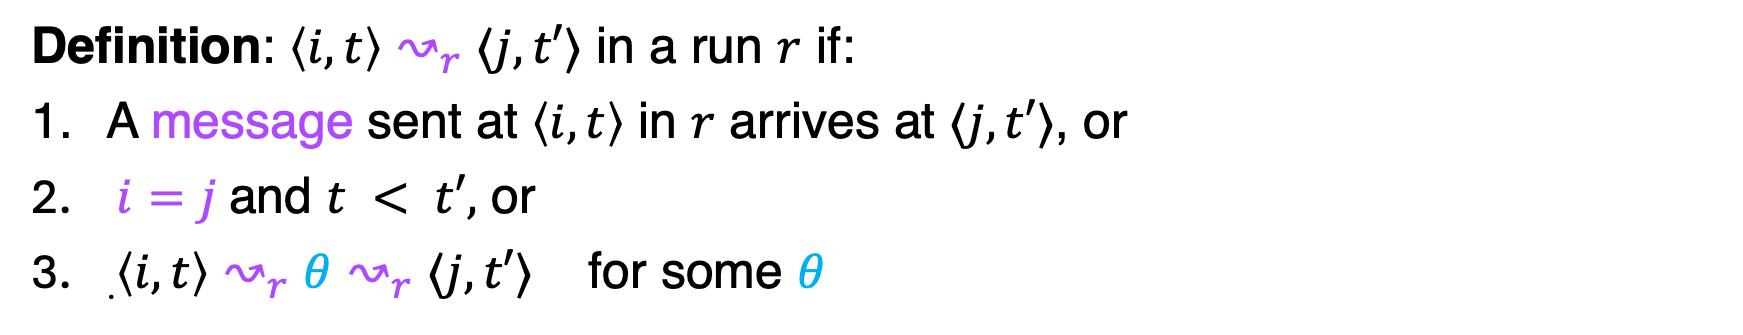 Definition: ⟨i, t⟩ ⇝r ⟨j, t′⟩ in a run r if:
1. A message sent at ⟨i, t⟩ in r arrives at ⟨j, t′⟩, or
2. i = j and t < t′, or
3. .⟨i, t⟩ ⇝r θ ⇝r ⟨j, t′⟩ for some θ